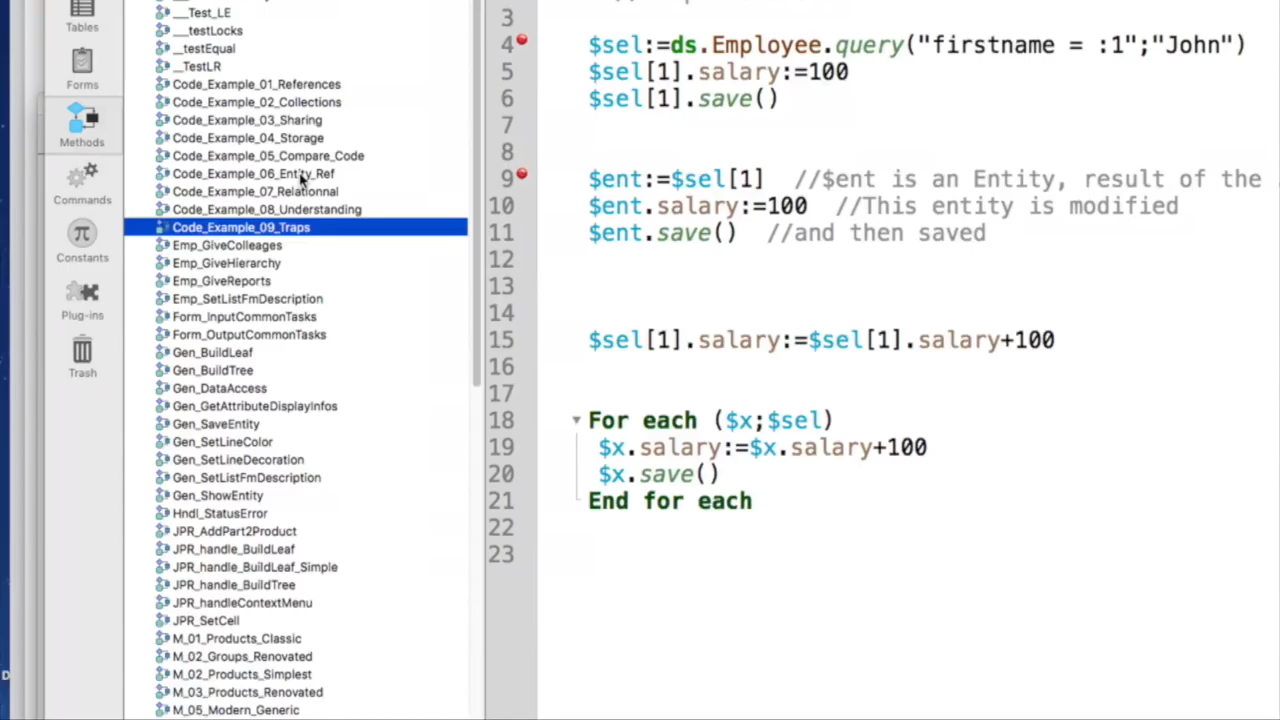 Tables
Forms
Methods
Commands
Constants
Plug-ins
Trash
__Test_LE
__testLocks
__testEqual
__TestLR
Code_Example_01_References
Code_Example_02_Collections
Code_Example_03_Sharing
Code_Example_04_Storage
Code_Example_05_Compare_Code
Code_Example_06_Entity_Ref
Code_Example_07_Relationnal
Code_Example_08_Understanding
Code_Example_09_Traps
Emp_GiveColleages
Emp_GiveHierarchy
Emp_GiveReports
Emp_SetListFmDescription
Form_InputCommonTasks
Form_OutputCommonTasks
Gen_BuildLeaf
Gen_BuildTree
Gen_DataAccess
Gen_GetAttributeDisplayInfos
Gen_SaveEntity
Gen_SetLineColor
Gen_SetLineDecoration
Gen_SetListFmDescription
Gen_ShowEntity
Hndl_StatusError
JPR_AddPart2Product
JPR_handle_BuildLeaf
JPR_handle_BuildLeaf_Simple
JPR_handle_BuildTree
JPR_handleContextMenu
JPR_SetCell
M_01_Products_Classic
M_02_Groups_Renovated
M_02_Products_Simplest
M_03_Products_Renovated
M_05_Modern_Generic
3
4 $sel:=ds.Employee.query("firstname = :1";"John")
5 $sel[1].salary:=100
6 $sel[1].save()
7
8
9 $ent:=$sel[1] //$ent is an Entity, result of the
10 $ent.salary:=100 //This entity is modified
11 $ent.save() //and then saved
12
13
14
15 $sel[1].salary:=$sel[1].salary+100
16
17
18 For each ($x;$sel)
19 $x.salary:=$x.salary+100
20 $x.save()
21 End for each
22
23